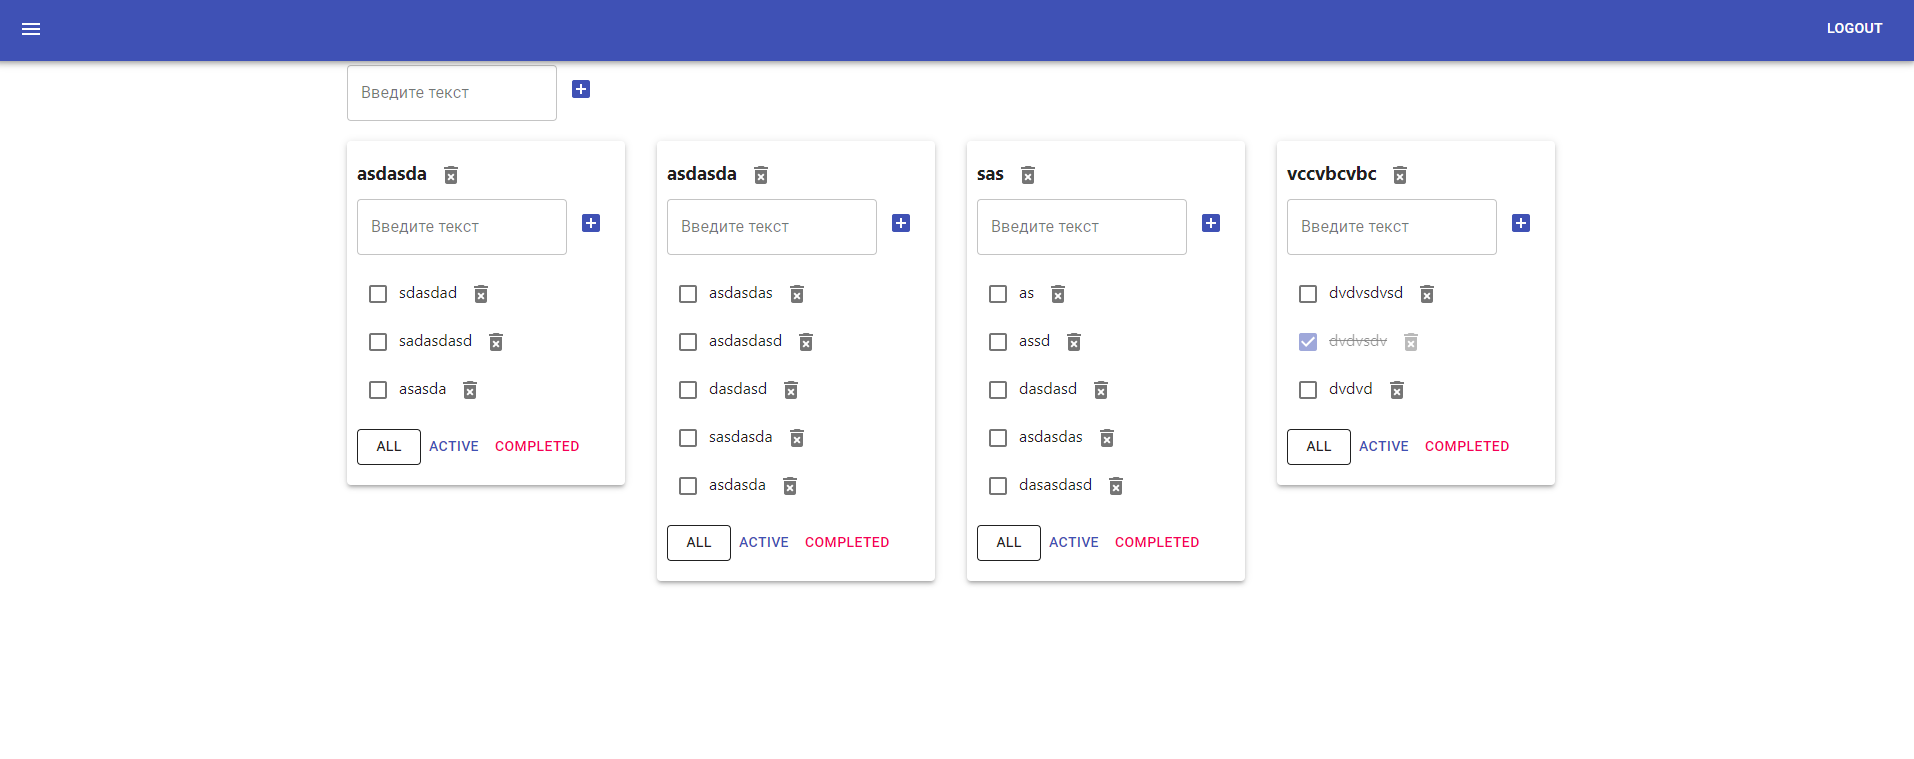 LOGOUT
Введите текст
asdasda
Введите текст
sdasdad
sadasdasd
asasda
ALL ACTIVE COMPLETED
asdasda
Введите текст
asdasdas
asdasdasd
dasdasd
sasdasda
asdasda
ALL ACTIVE COMPLETED
sas
Введите текст
as
assd
dasdasd
asdasdas
dasasdasd
ALL ACTIVE COMPLETED
vccvbcvbc
Введите текст
dvdvsdvsd
dvdvsdv
dvdvd
ALL ACTIVE COMPLETED